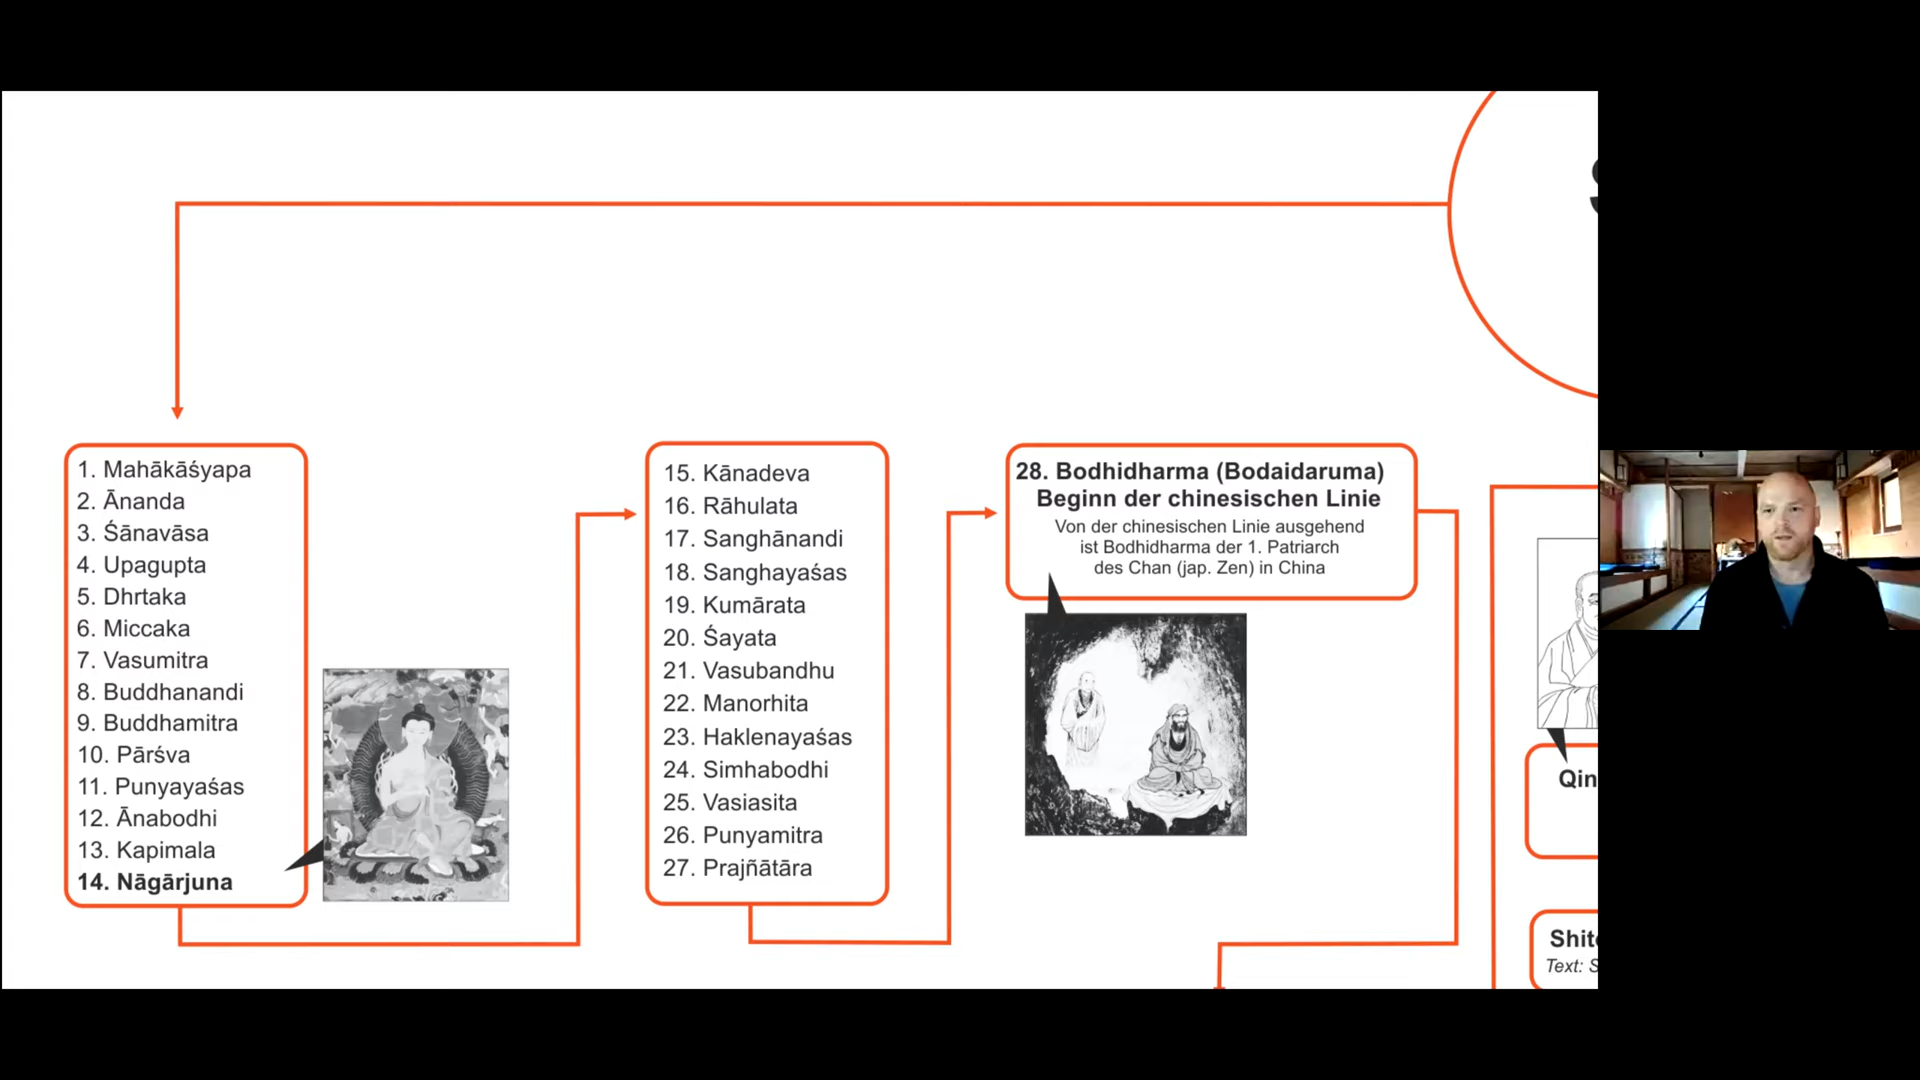 1. Mahākāśyapa
2. Ānanda
3. Śānavāsa
4. Upagupta
5. Dhrtaka
6. Miccaka
7. Vasumitra
8. Buddhanandi
9. Buddhamitra
10. Pārśva
11. Punyayaśas
12. Ānabodhi
13. Kapimala
14. Nāgārjuna
15. Kānadeva
16. Rāhulata
17. Sanghānandi
18. Sanghayaśas
19. Kumārata
20. Śayata
21. Vasubandhu
22. Manorhita
23. Haklenayaśas
24. Simhabodhi
25. Vasiasita
26. Punyamitra
27. Prajñātāra
28. Bodhidharma (Bodaidaruma)
Beginn der chinesischen Linie
Von der chinesischen Linie ausgehend
ist Bodhidharma der 1. Patriarch
des Chan (jap. Zen) in China
Qin
Shit
Text: S